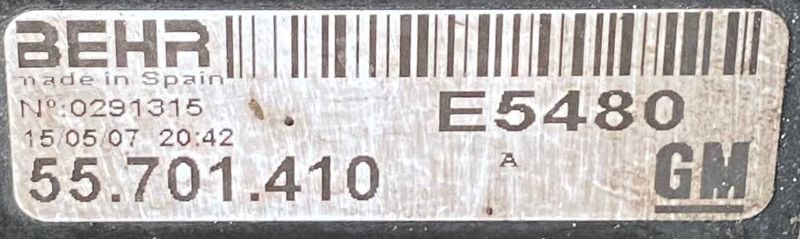 BEHR
made in Spain
Nº:0291315
E5480
15/05/07 20:42
A
55.701.410
GM